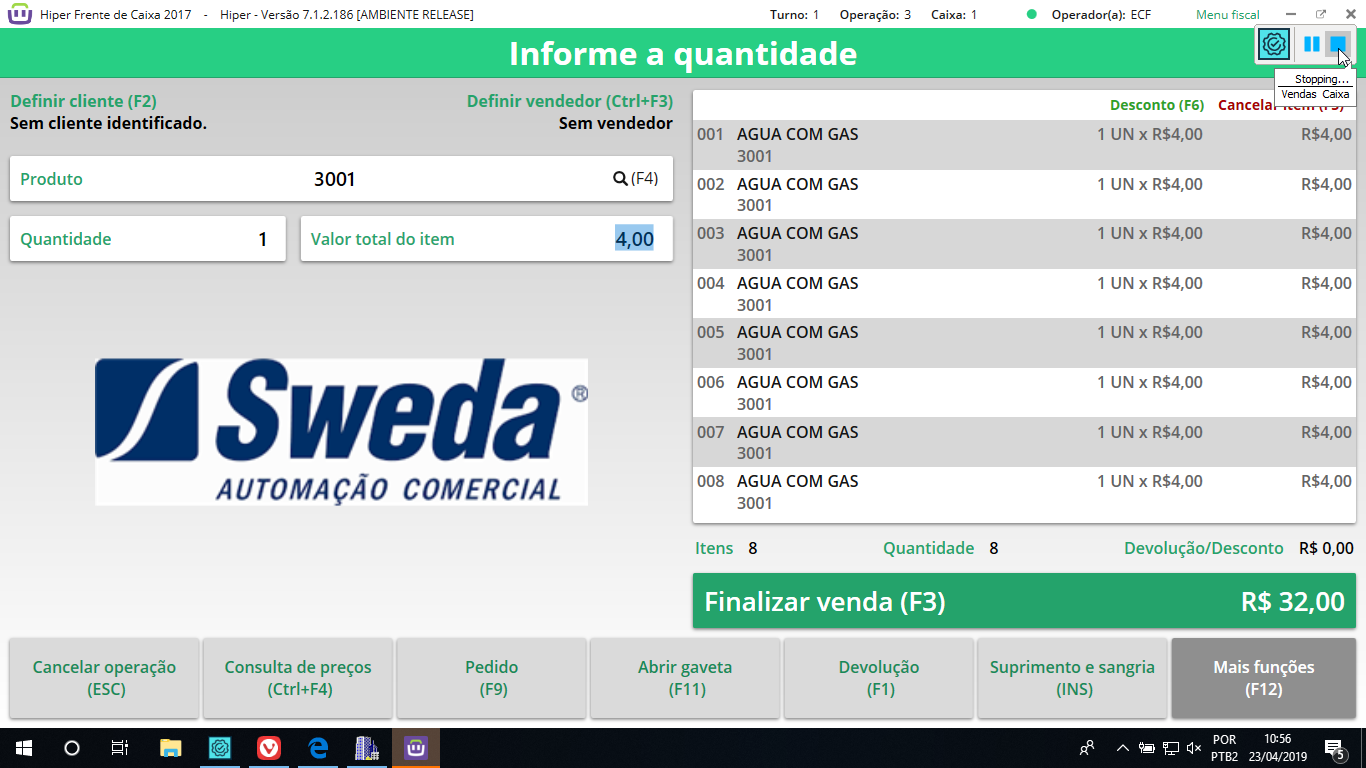 Hiper Frente de Caixa 2017 - Hiper - Versão 7.1.2.186 [AMBIENTE RELEASE]
Turno: 1 Operação: 3 Caixa: 1 Operador(a): ECF Menu fiscal
Informe a quantidade
Stopping...
Vendas Caixa
Definir cliente (F2)
Sem cliente identificado.
Definir vendedor (Ctrl+F3)
Sem vendedor
Produto 3001 (F4)
Quantidade 1
Valor total do item 4,00
Sweda®
AUTOMAÇÃO COMERCIAL
Desconto (F6) Cancelar
001 AGUA COM GAS 1 UN x R$4,00 R$4,00
3001
002 AGUA COM GAS 1 UN x R$4,00 R$4,00
3001
003 AGUA COM GAS 1 UN x R$4,00 R$4,00
3001
004 AGUA COM GAS 1 UN x R$4,00 R$4,00
3001
005 AGUA COM GAS 1 UN x R$4,00 R$4,00
3001
006 AGUA COM GAS 1 UN x R$4,00 R$4,00
3001
007 AGUA COM GAS 1 UN x R$4,00 R$4,00
3001
008 AGUA COM GAS 1 UN x R$4,00 R$4,00
3001
Itens 8 Quantidade 8 Devolução/Desconto R$ 0,00
Finalizar venda (F3) R$ 32,00
Cancelar operação
(ESC)
Consulta de preços
(Ctrl+F4)
Pedido
(F9)
Abrir gaveta
(F11)
Devolução
(F1)
Suprimento e sangria
(INS)
Mais funções
(F12)
POR
PTB2
10:56
23/04/2019
5